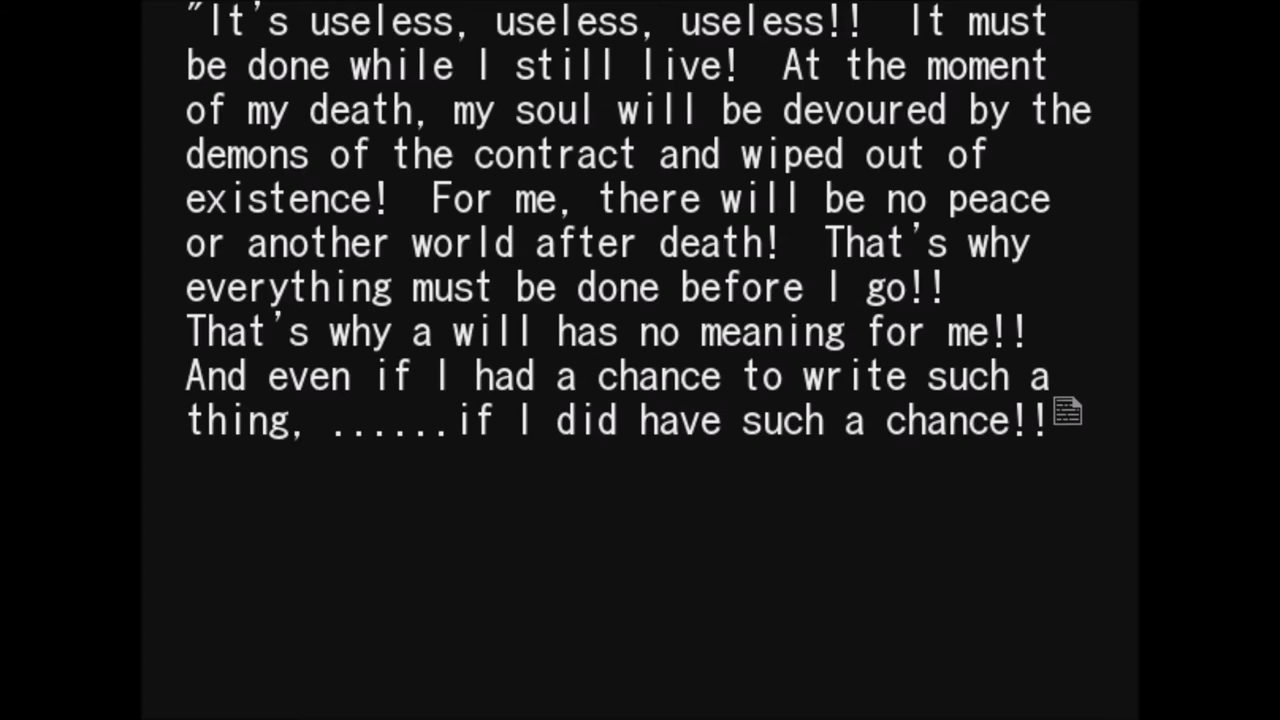 "It's useless, useless, useless!!  It must
be done while I still live!  At the moment
of my death, my soul will be devoured by the
demons of the contract and wiped out of
existence!  For me, there will be no peace
or another world after death!  That's why
everything must be done before I go!!
That's why a will has no meaning for me!!
And even if I had a chance to write such a
thing, ......if I did have such a chance!!